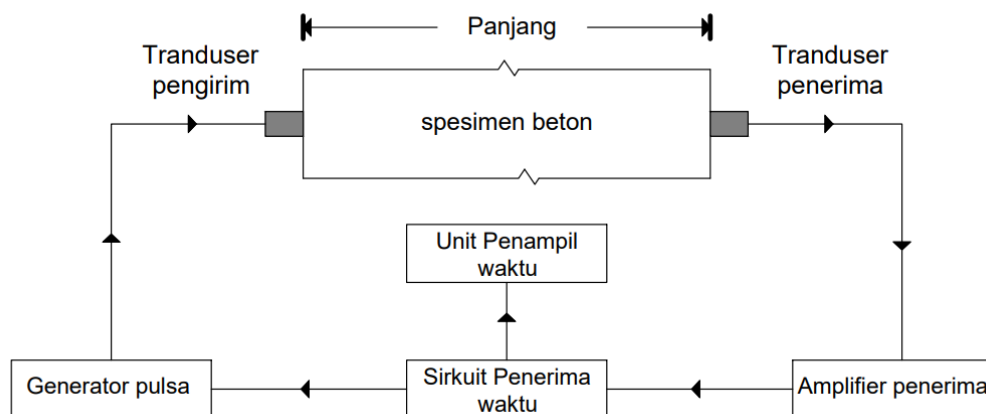 Panjang
Tranduser
pengirim
Tranduser
penerima
spesimen beton
Unit Penampil
waktu
Generator pulsa
Sirkuit Penerima
waktu
Amplifier penerima